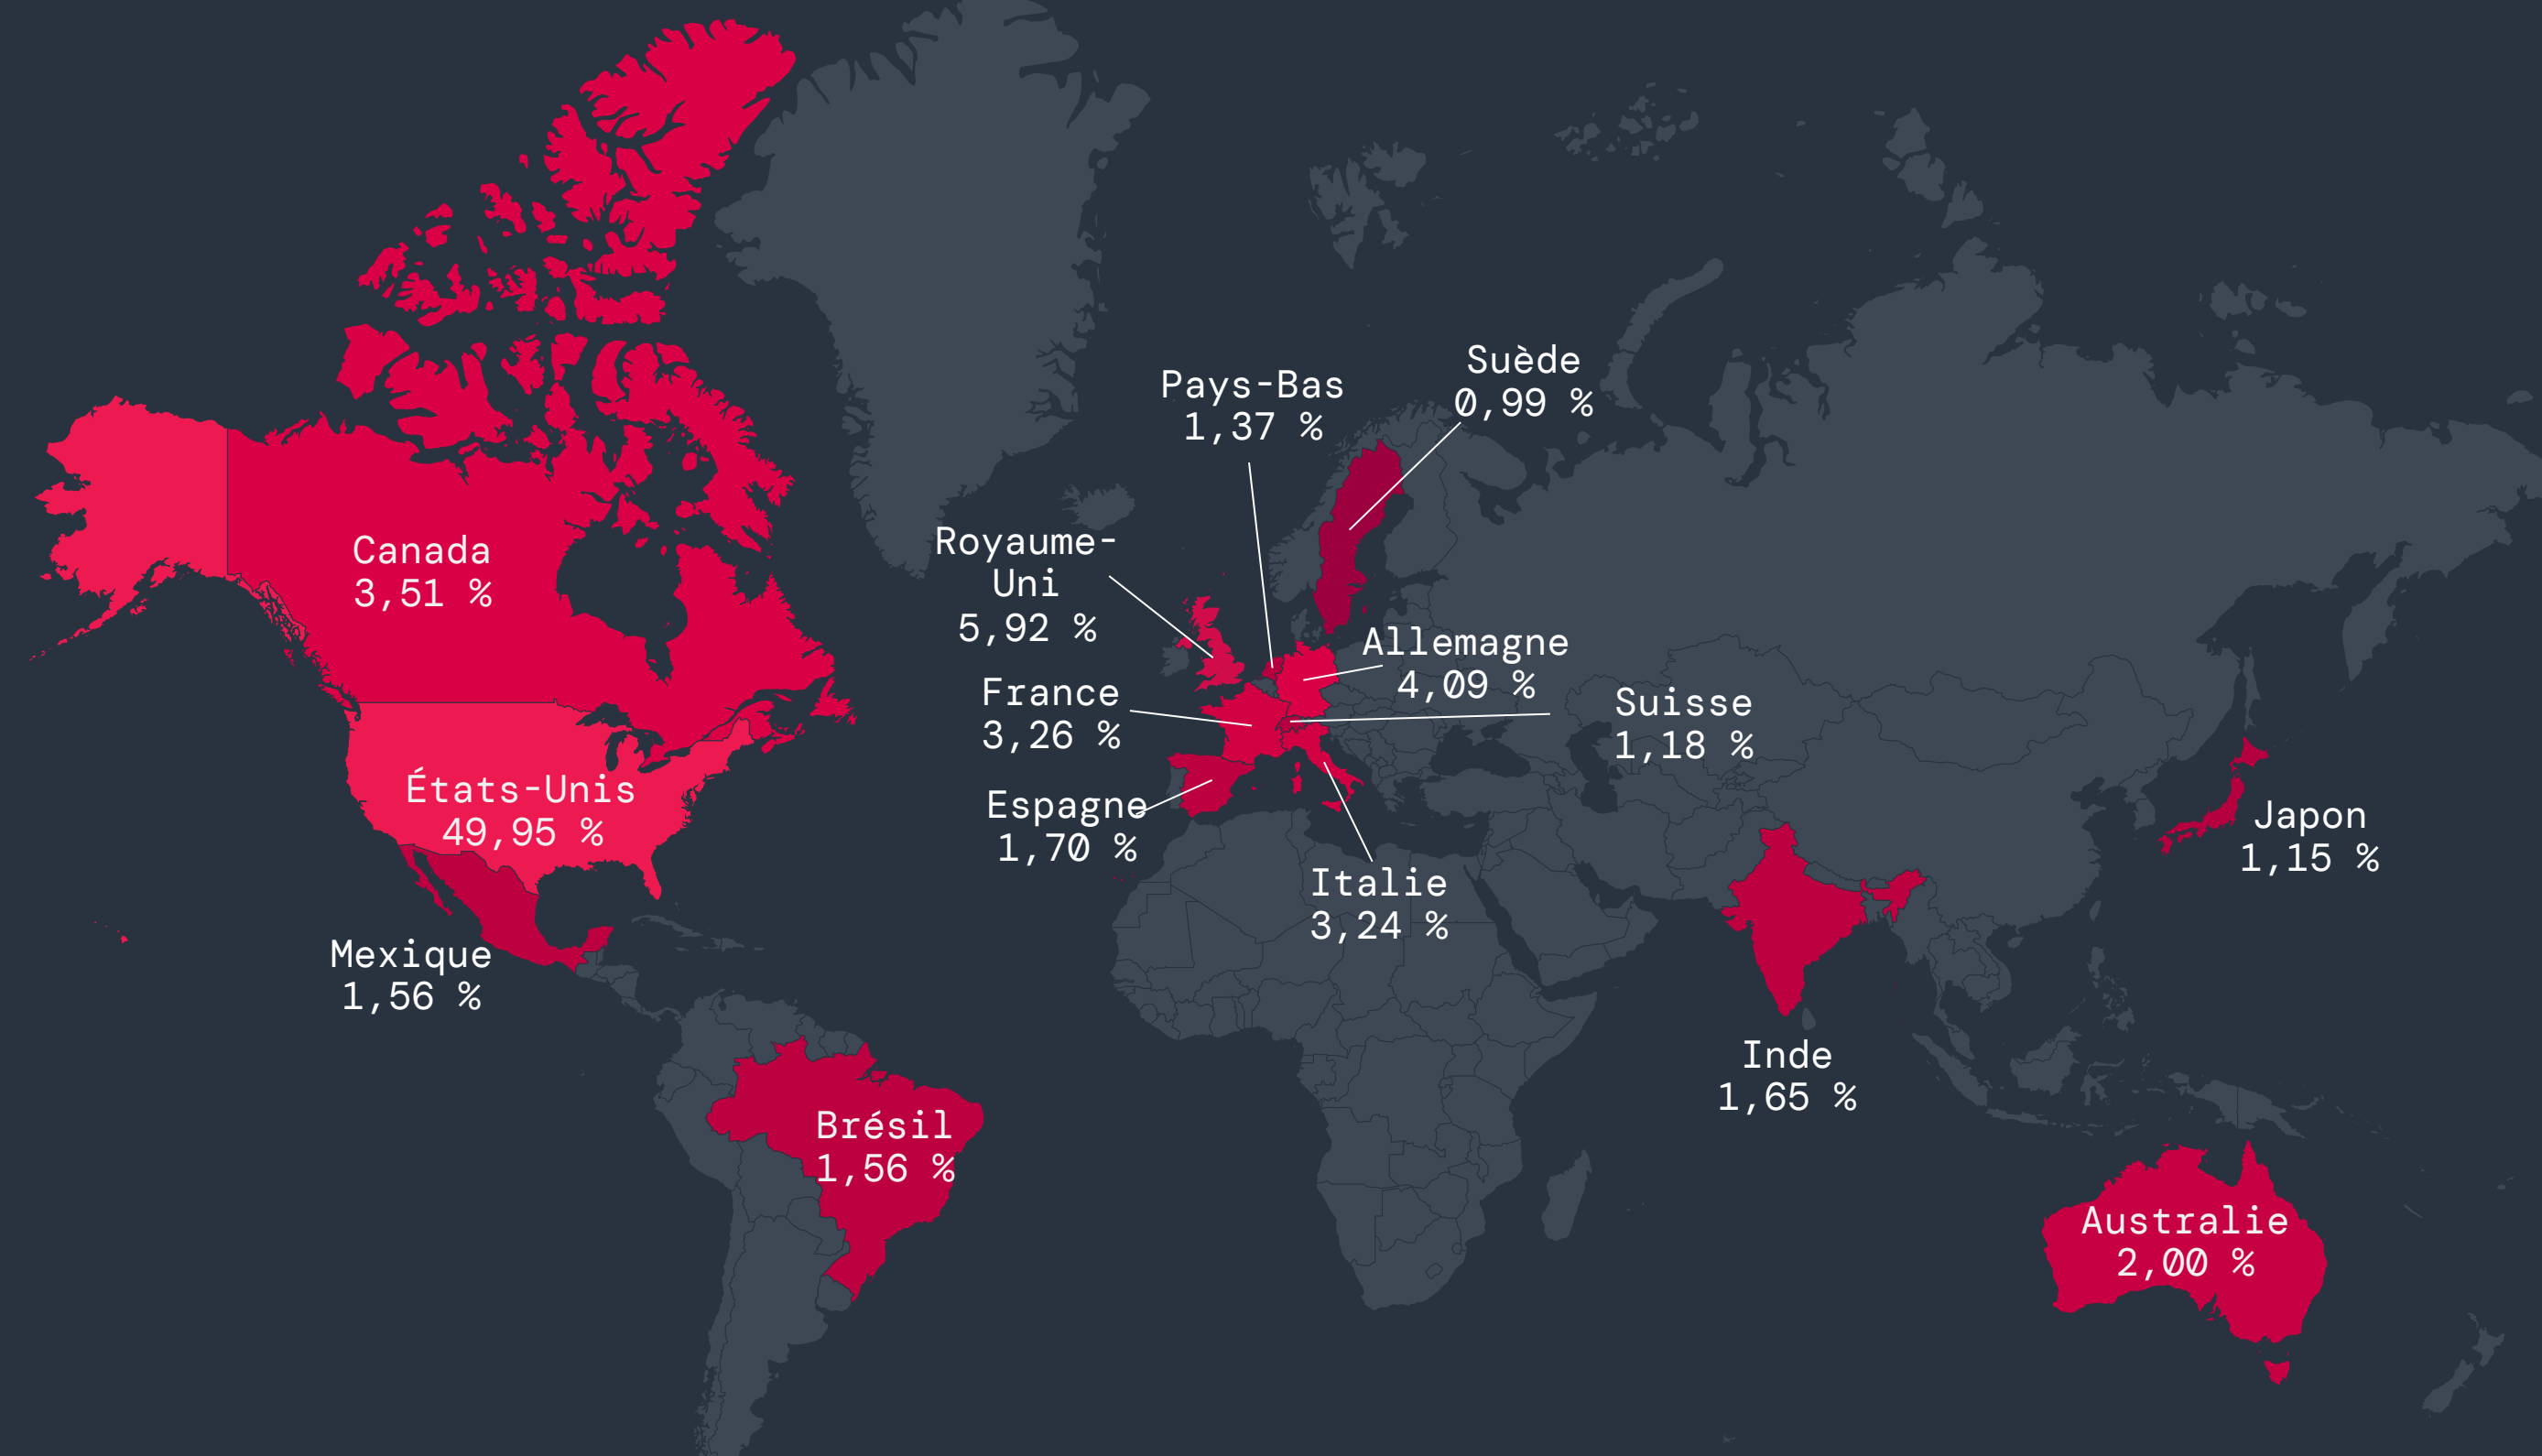 Suède
0,99 %
Pays-Bas
1,37 %
Royaume-
Uni
5,92 %
Canada
3,51 %
Allemagne
4,09 %
France
3,26 %
Suisse
1,18 %
États-Unis
49,95 %
Espagne
1,70 %
Japon
1,15 %
Italie
3,24 %
Mexique
1,56 %
Inde
1,65 %
Brésil
1,56 %
Australie
2,00 %